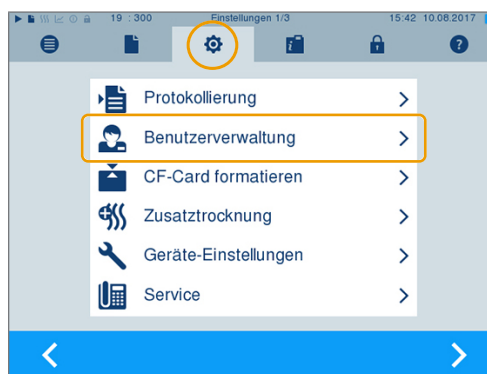 19 : 300 Einstellungen 1/3 15:42 10.08.2017
Protokollierung
Benutzerverwaltung
CF-Card formatieren
Zusatztrocknung
Geräte-Einstellungen
Service